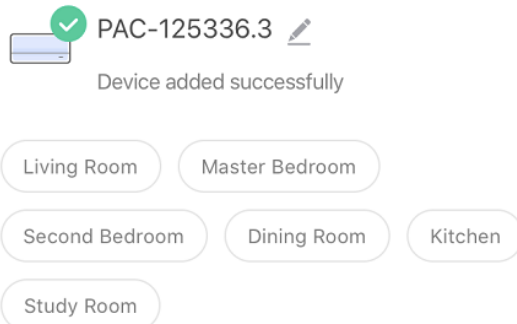 PAC-125336.3
Device added successfully
Living Room Master Bedroom
Second Bedroom Dining Room Kitchen
Study Room